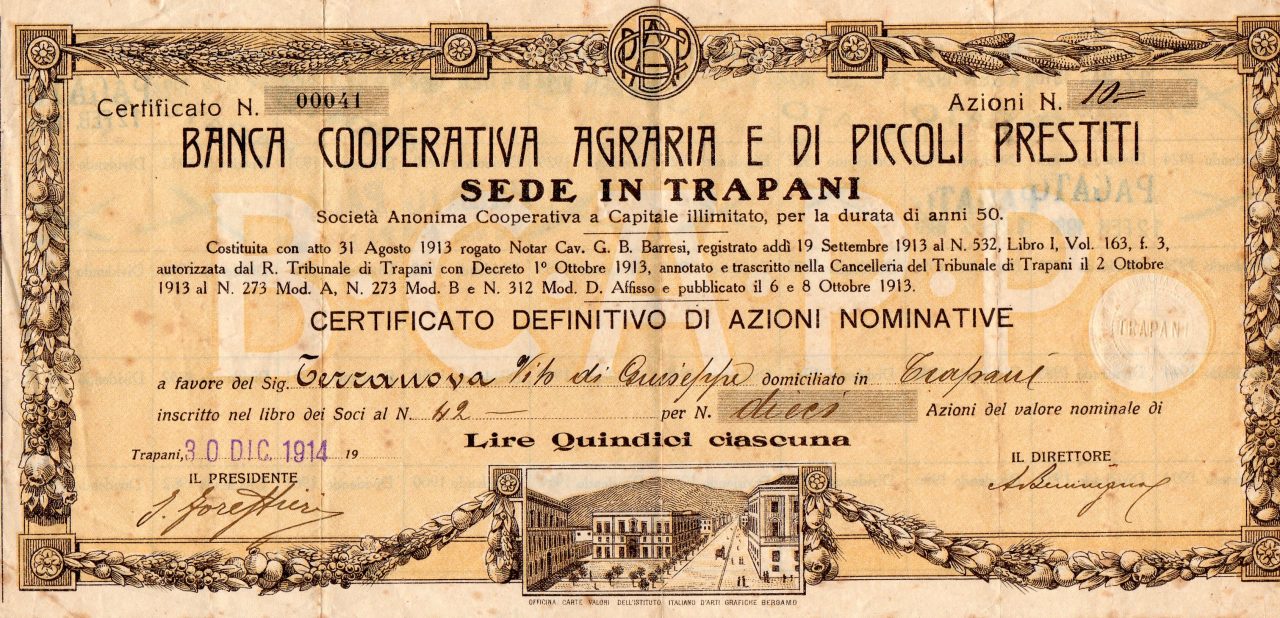 Certificato N. 00041
Azioni N. 10=
BANCA COOPERATIVA AGRARIA E DI PICCOLI PRESTITI
SEDE IN TRAPANI
Società Anonima Cooperativa a Capitale illimitato, per la durata di anni 50.
Costituita con atto 31 Agosto 1913 rogato Notar Cav. G. B. Barresi, registrato addì 19 Settembre 1913 al N. 532, Libro I, Vol. 163, f. 3,
autorizzata dal R. Tribunale di Trapani con Decreto 1º Ottobre 1913, annotato e trascritto nella Cancelleria del Tribunale di Trapani il 2 Ottobre
1913 al N. 273 Mod. A, N. 273 Mod. B e N. 312 Mod. D. Affisso e pubblicato il 6 e 8 Ottobre 1913.
B.C.A.P.P.
TRAPANI
CERTIFICATO DEFINITIVO DI AZIONI NOMINATIVE
a favore del Sig. Terranova Vito di Giuseppe domiciliato in Trapani
inscritto nel libro dei Soci al N. 42 — per N. dieci Azioni del valore nominale di
Lire Quindici ciascuna
Trapani, 30 DIC. 1914 19
IL PRESIDENTE
IL DIRETTORE
OFFICINA CARTE VALORI DELL'ISTITUTO ITALIANO D'ARTI GRAFICHE BERGAMO